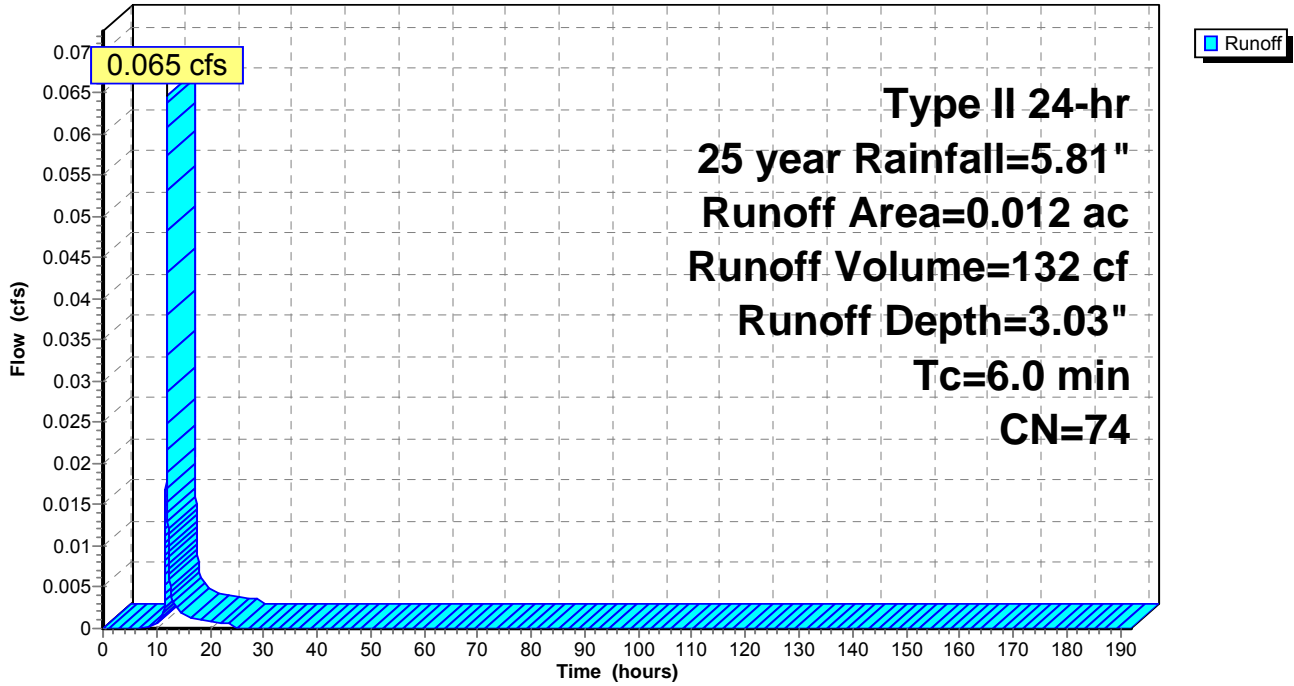 0.065 cfs
Runoff
Type II 24-hr
25 year Rainfall=5.81"
Runoff Area=0.012 ac
Runoff Volume=132 cf
Runoff Depth=3.03"
Tc=6.0 min
CN=74
Flow (cfs)
0.07
0.065
0.06
0.055
0.05
0.045
0.04
0.035
0.03
0.025
0.02
0.015
0.01
0.005
0
0 10 20 30 40 50 60 70 80 90 100 110 120 130 140 150 160 170 180 190
Time (hours)